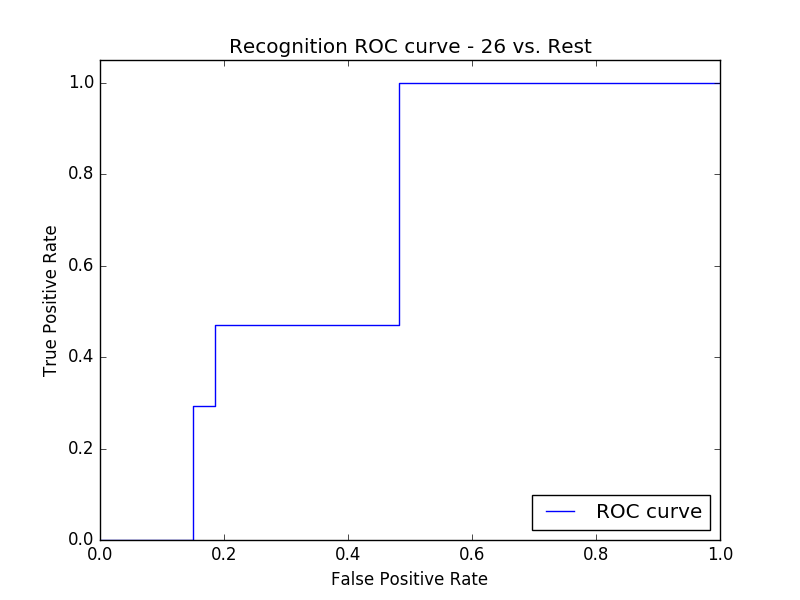 Recognition ROC curve - 26 vs. Rest
1.0
0.8
0.6
0.4
0.2
0.0
True Positive Rate
ROC curve
0.0 0.2 0.4 0.6 0.8 1.0
False Positive Rate